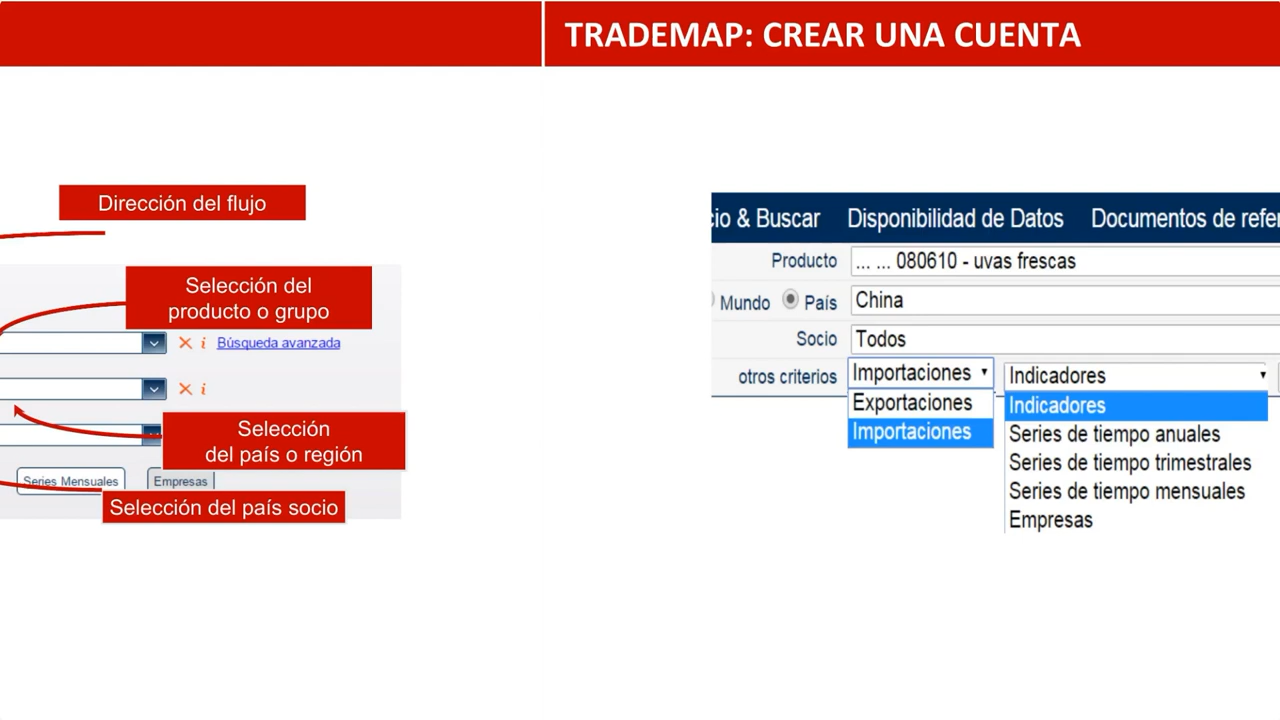 TRADEMAP: CREAR UNA CUENTA
Dirección del flujo
Selección del
producto o grupo
Búsqueda avanzada
Selección
del país o región
Series Mensuales
Empresas
Selección del país socio
& Buscar
Disponibilidad de Datos
Documentos de
Producto
... ... 080610 - uvas frescas
Mundo
País
China
Socio
Todos
otros criterios
Importaciones
Indicadores
Exportaciones
Importaciones
Indicadores
Series de tiempo anuales
Series de tiempo trimestrales
Series de tiempo mensuales
Empresas